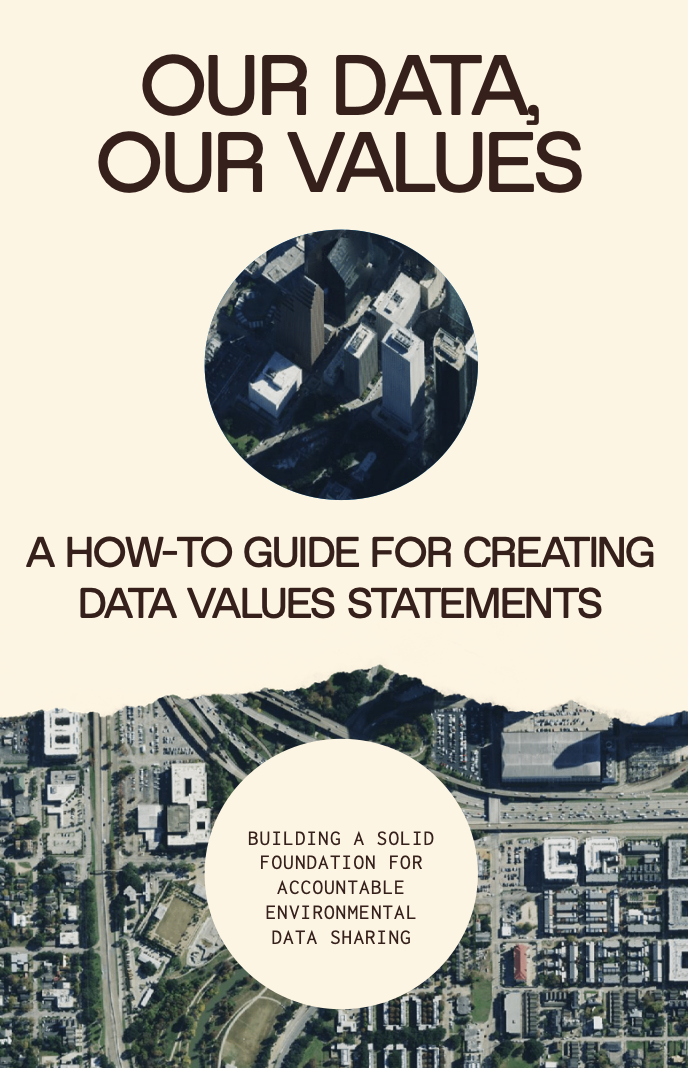 OUR DATA,
OUR VALUES
A HOW-TO GUIDE FOR CREATING
DATA VALUES STATEMENTS
BUILDING A SOLID
FOUNDATION FOR
ACCOUNTABLE
ENVIRONMENTAL
DATA SHARING